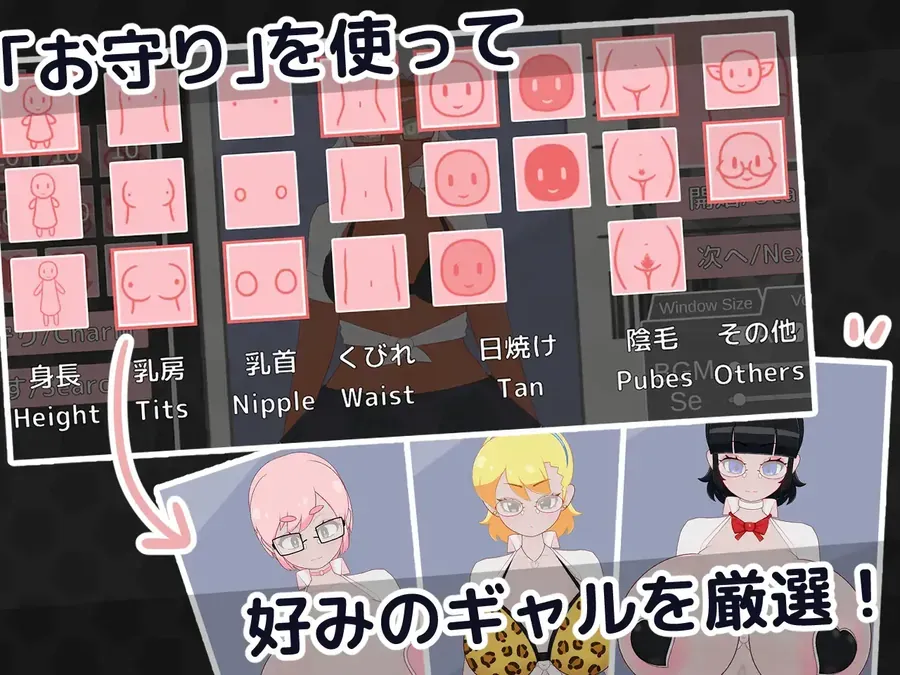 「お守り」を使って
次へ/Nex
Window Size
BGM
Se
身長
Height
乳房
Tits
乳首
Nipple
くびれ
Waist
日焼け
Tan
陰毛
Pubes
その他
Others
好みのギャルを厳選!